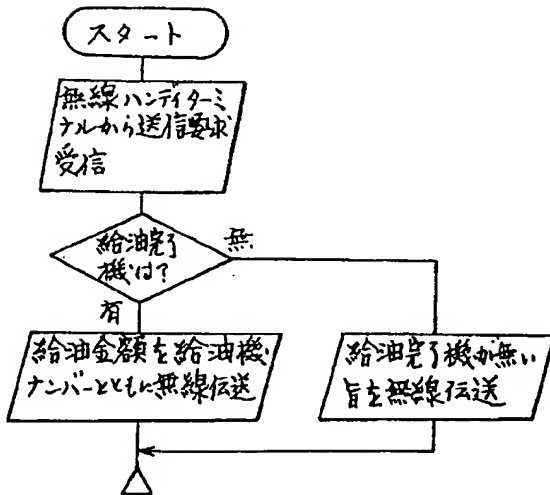 スタート
無線ハンディターミ
ナルから送信要求
受信
給油完了
機は?
無
有
給油金額を給油機
ナンバーとともに無線伝送
給油完了機が無い
旨を無線伝送